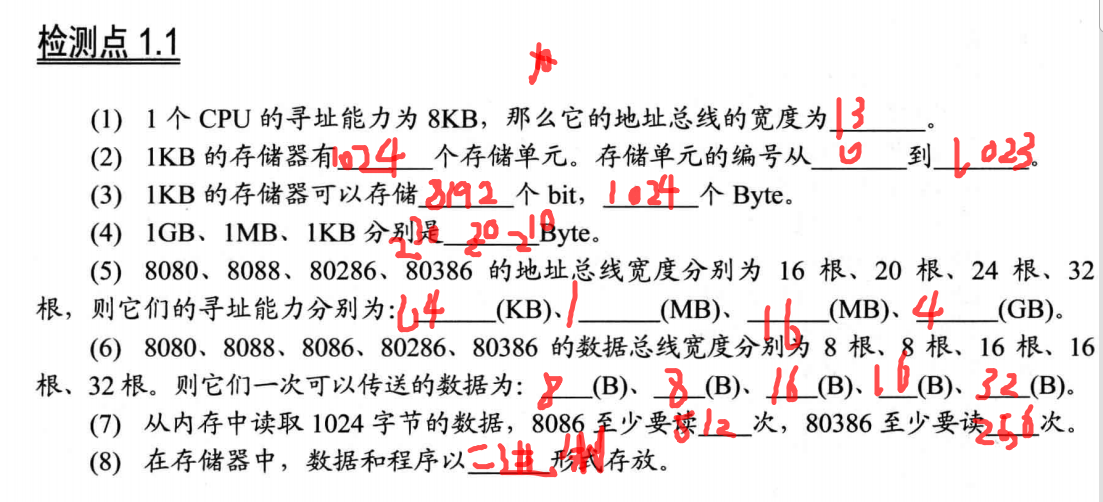 检测点 1.1
(1) 1 个 CPU 的寻址能力为 8KB，那么它的地址总线的宽度为 13 。
(2) 1KB 的存储器有 1024 个存储单元。存储单元的编号从 0 到 1023。
(3) 1KB 的存储器可以存储 8192 个 bit， 1024 个 Byte。
(4) 1GB、1MB、1KB 分别是 2^30 20 2^10 Byte。
(5) 8080、8088、80286、80386 的地址总线宽度分别为 16 根、20 根、24 根、32
根，则它们的寻址能力分别为: 64 (KB)、 1 (MB)、 16 (MB)、 4 (GB)。
(6) 8080、8088、8086、80286、80386 的数据总线宽度分别为 8 根、8 根、16 根、16
根、32 根。则它们一次可以传送的数据为: 8 (B)、 8 (B)、 16 (B)、 16 (B)、 32 (B)。
(7) 从内存中读取 1024 字节的数据，8086 至少要读 512 次，80386 至少要读 256 次。
(8) 在存储器中，数据和程序以 二进制 形式存放。